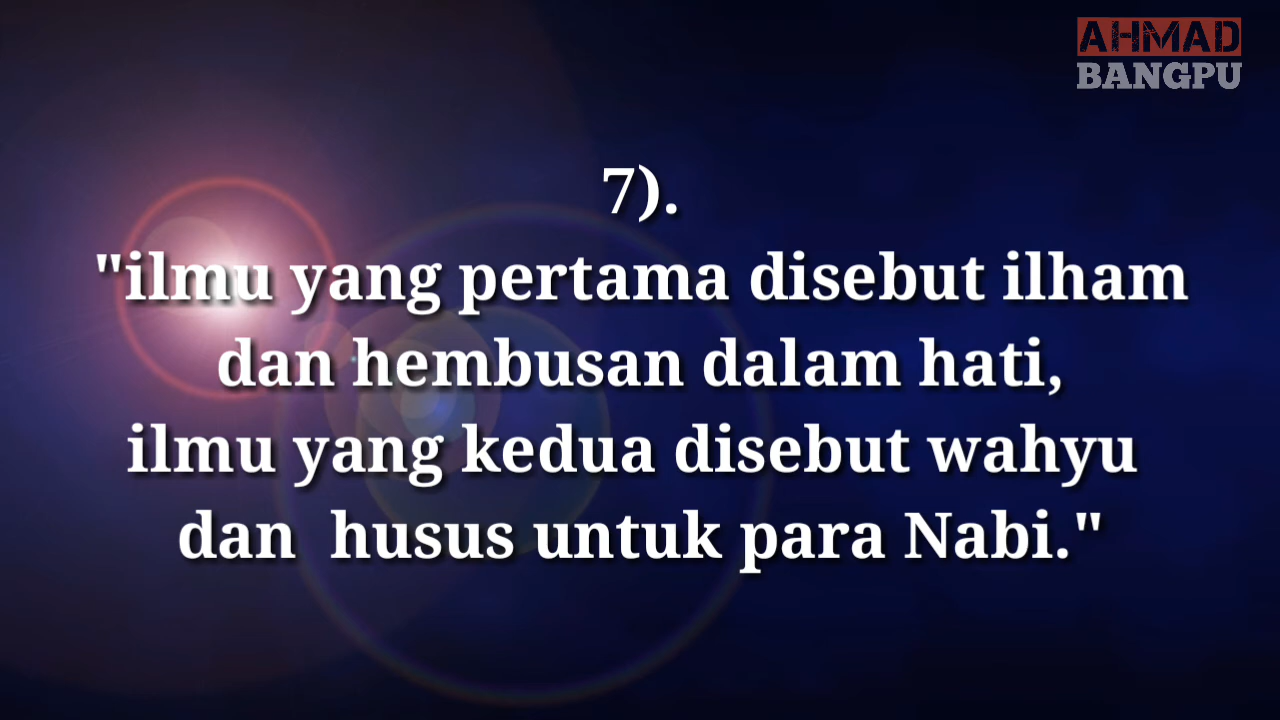 AHMAD
BANGPU
7).
"ilmu yang pertama disebut ilham
dan hembusan dalam hati,
ilmu yang kedua disebut wahyu
dan  husus untuk para Nabi."